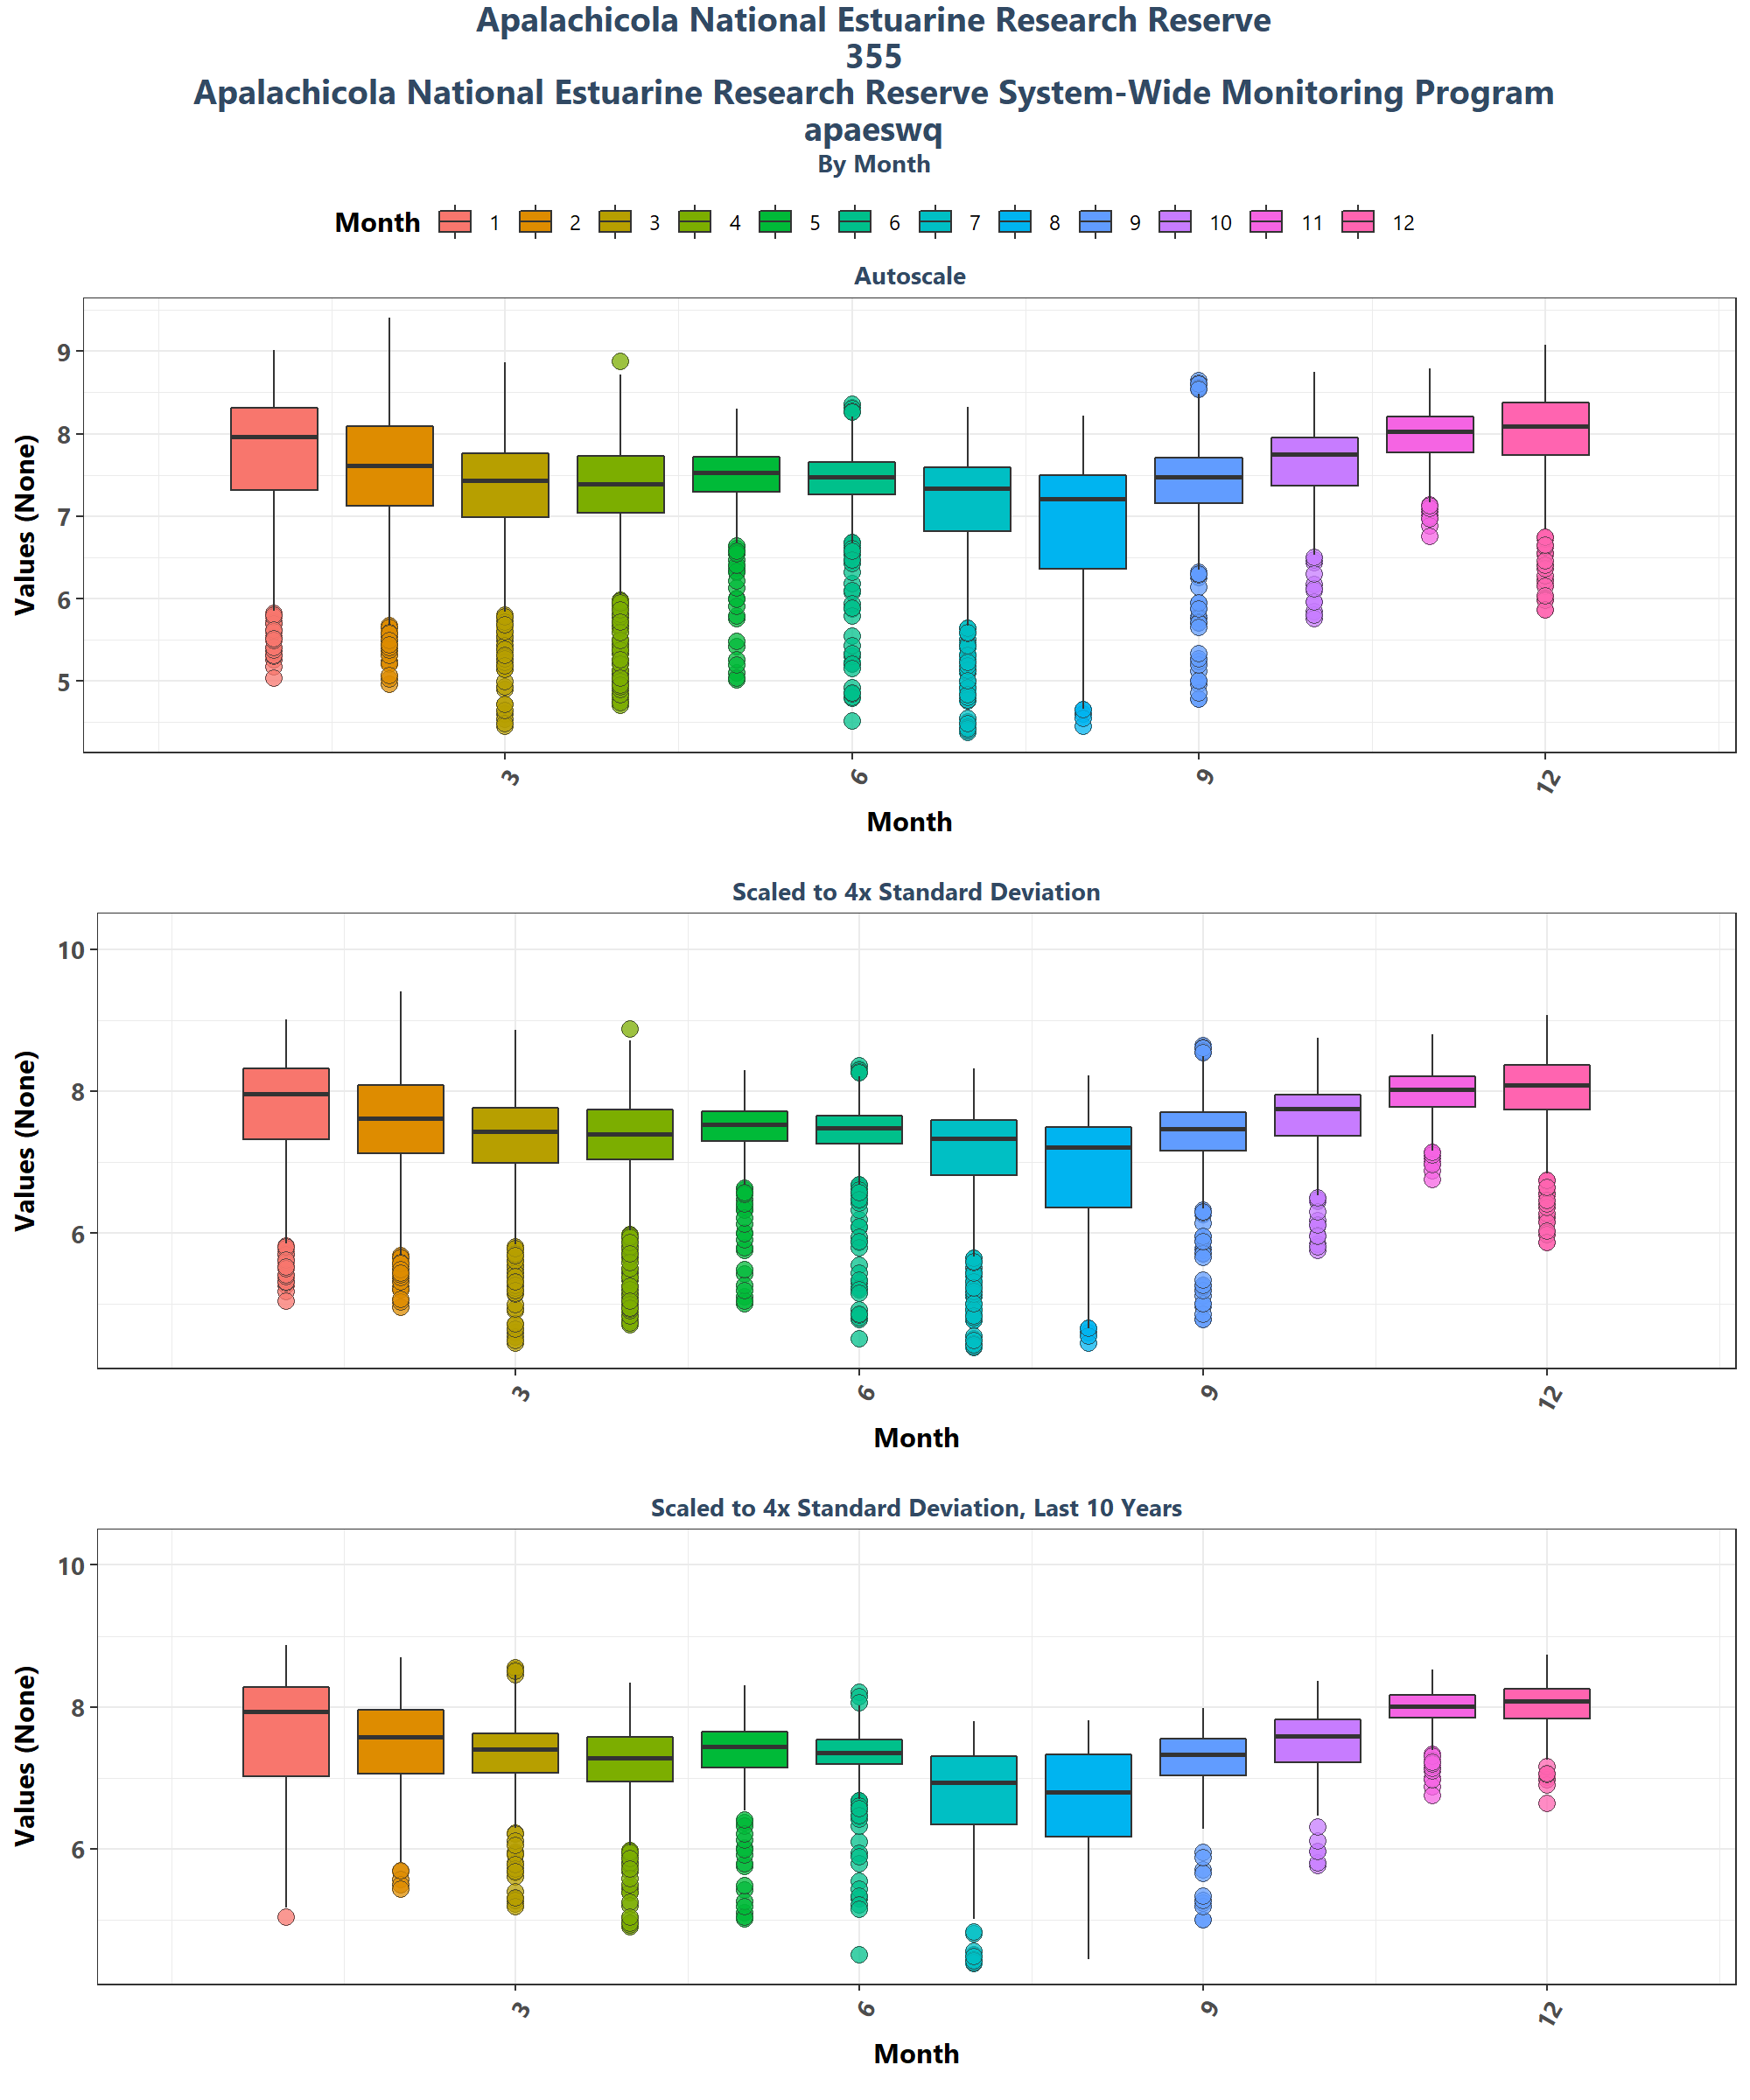 Apalachicola National Estuarine Research Reserve
355
Apalachicola National Estuarine Research Reserve System-Wide Monitoring Program
apaeswq
By Month
Month 1 2 3 4 5 6 7 8 9 10 11 12
Autoscale
Values (None)
9
8
7
6
5
3 6 9 12
Month
Scaled to 4x Standard Deviation
Values (None)
10
8
6
3 6 9 12
Month
Scaled to 4x Standard Deviation, Last 10 Years
Values (None)
10
8
6
3 6 9 12
Month